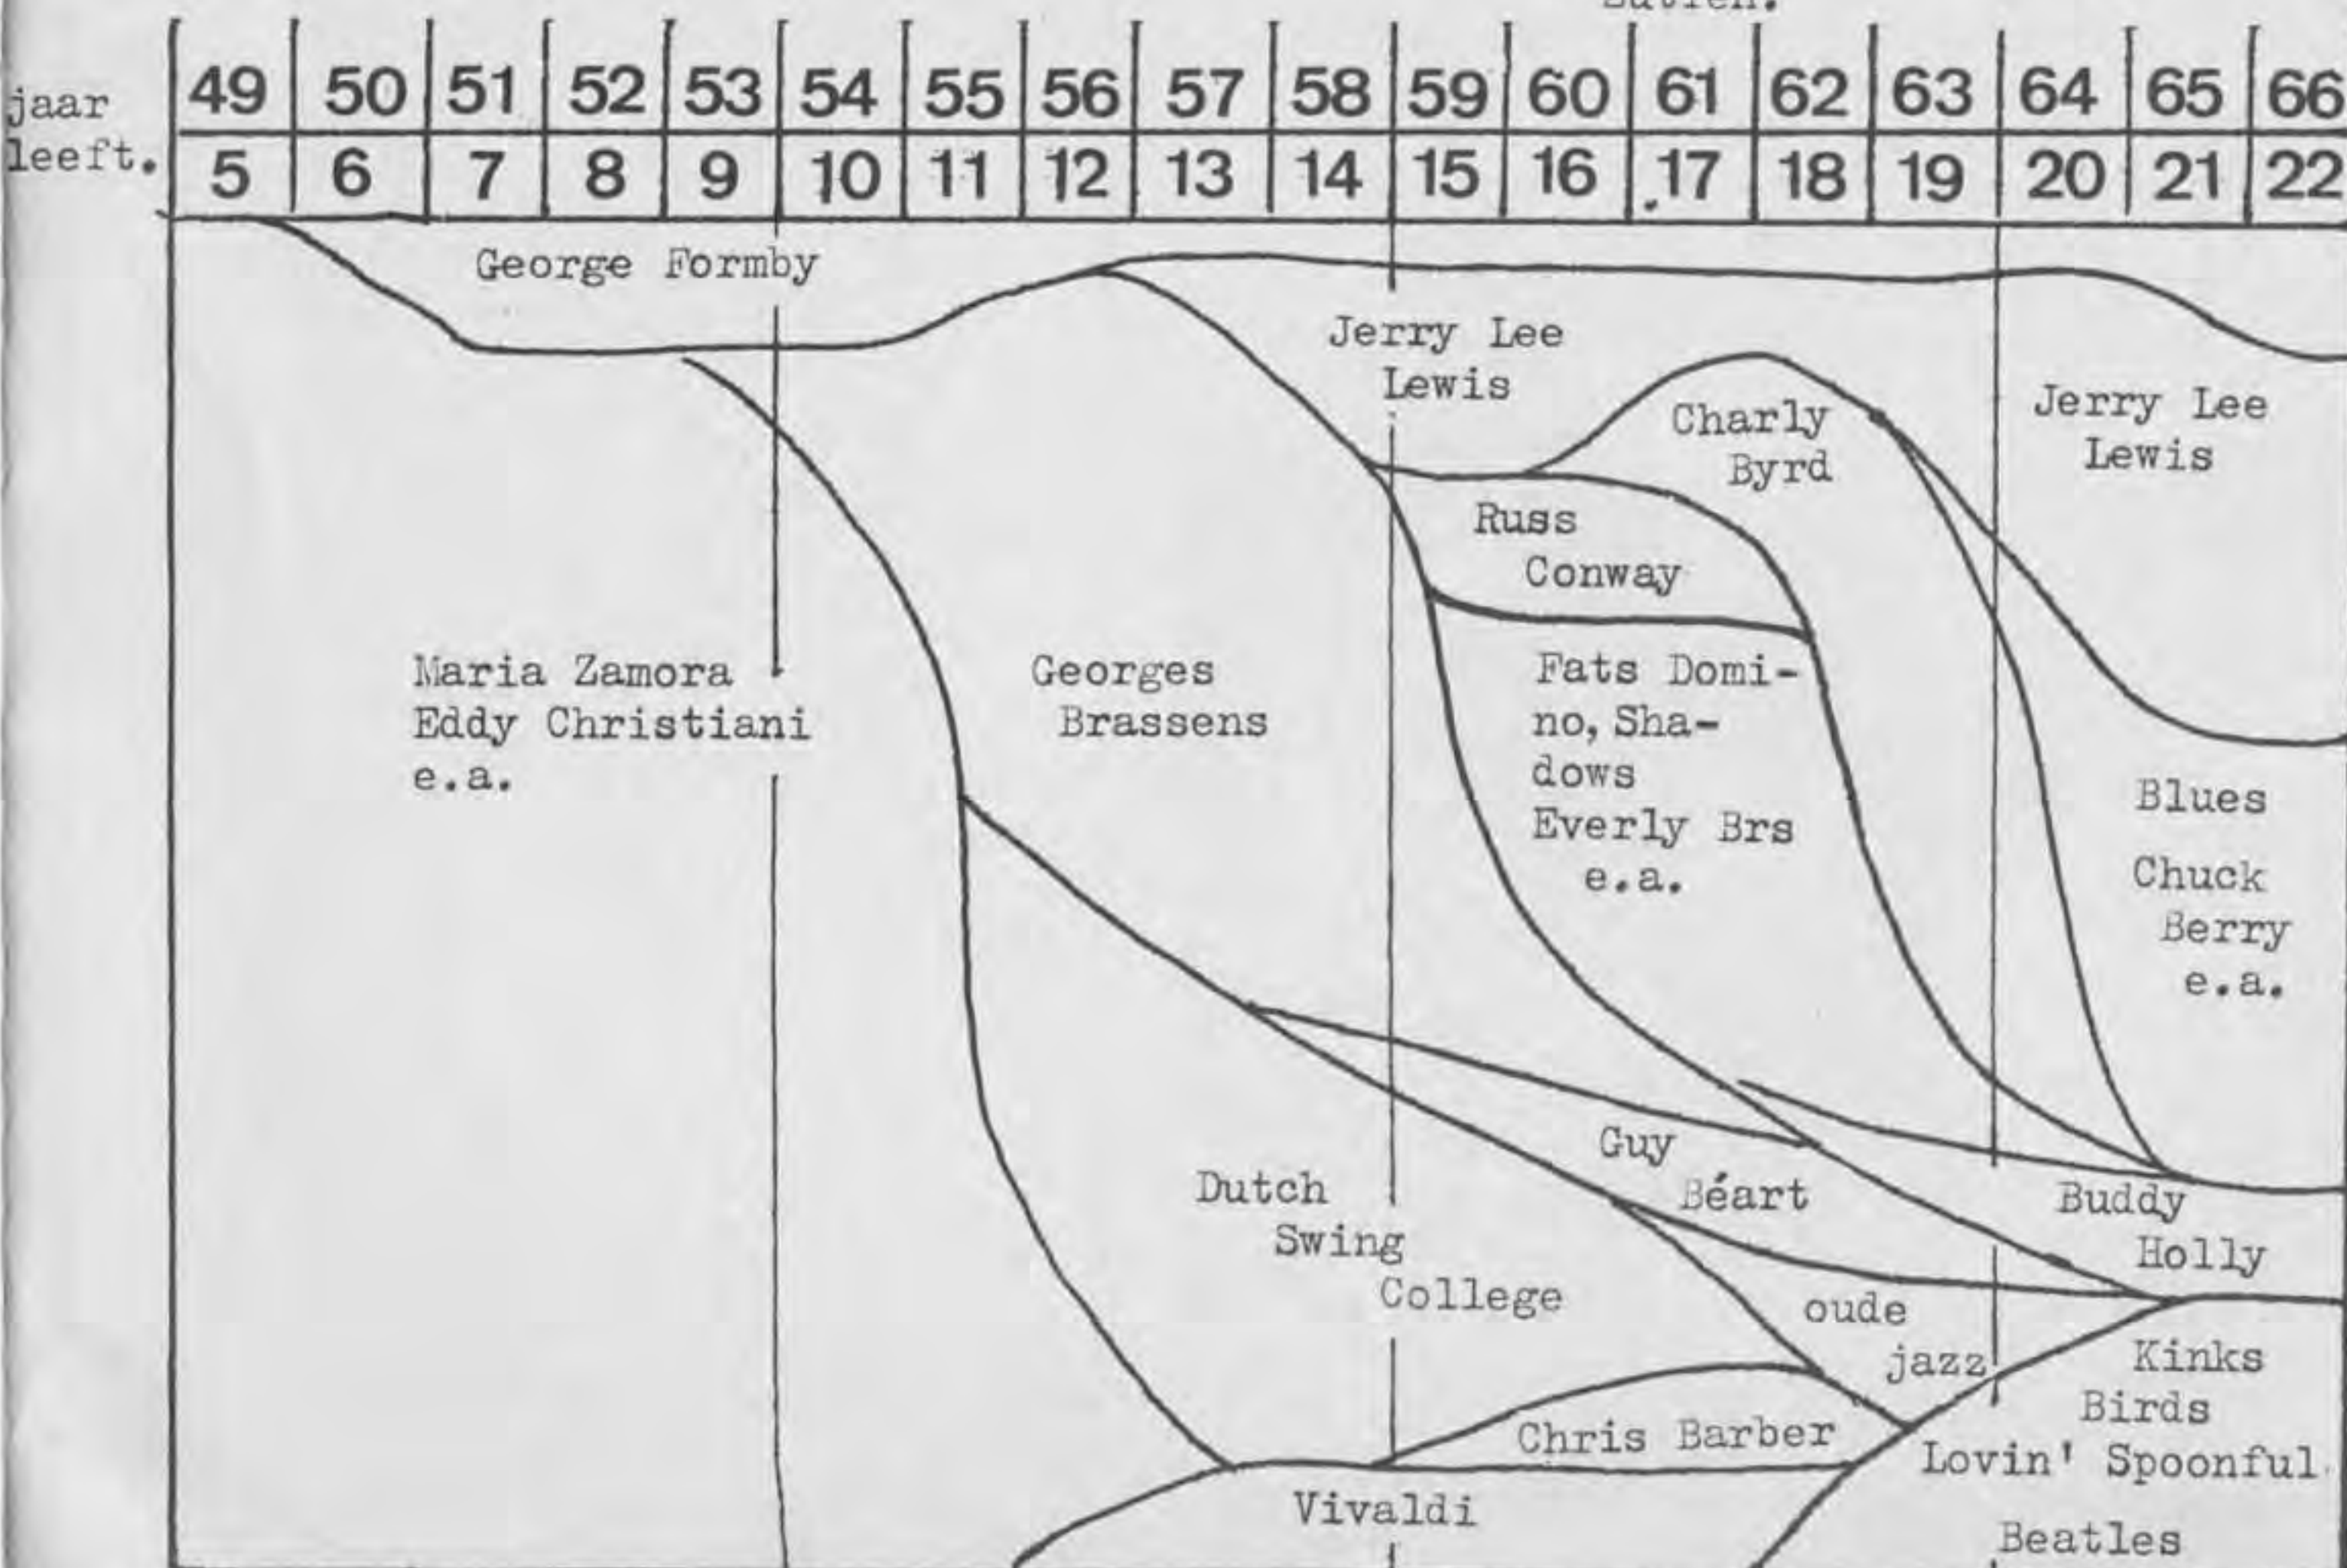 jaar 49 50 51 52 53 54 55 56 57 58 59 60 61 62 63 64 65 66
leeft. 5 6 7 8 9 10 11 12 13 14 15 16 17 18 19 20 21 22
George Formby
Jerry Lee
Lewis
Charly
Byrd
Jerry Lee
Lewis
Russ
Conway
Maria Zamora
Eddy Christiani
e.a.
Georges
Brassens
Fats Domi-
no, Sha-
dows
Everly Brs
e.a.
Blues
Chuck
Berry
e.a.
Guy
Béart
Dutch
Swing
College
Buddy
Holly
oude
jazz
Chris Barber
Kinks
Birds
Lovin' Spoonful
Vivaldi
Beatles